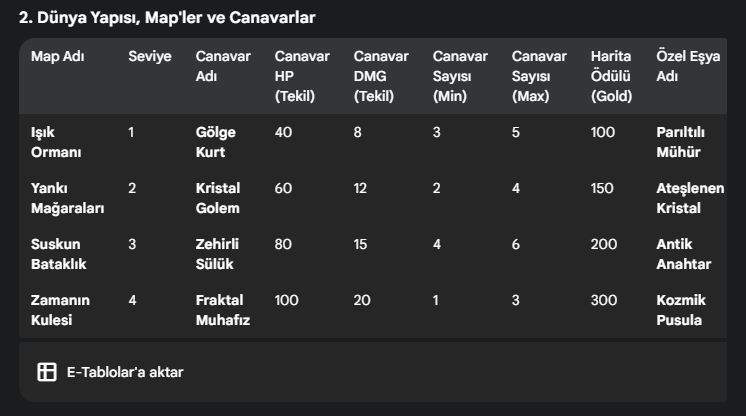 2. Dünya Yapısı, Map'ler ve Canavarlar
Map Adı Seviye Canavar Adı Canavar HP (Tekil) Canavar DMG (Tekil) Canavar Sayısı (Min) Canavar Sayısı (Max) Harita Ödülü (Gold) Özel Eşya Adı
Işık Ormanı 1 Gölge Kurt 40 8 3 5 100 Parıltılı Mühür
Yankı Mağaraları 2 Kristal Golem 60 12 2 4 150 Ateşlenen Kristal
Suskun Bataklık 3 Zehirli Sülük 80 15 4 6 200 Antik Anahtar
Zamanın Kulesi 4 Fraktal Muhafız 100 20 1 3 300 Kozmik Pusula
E-Tablolar'a aktar